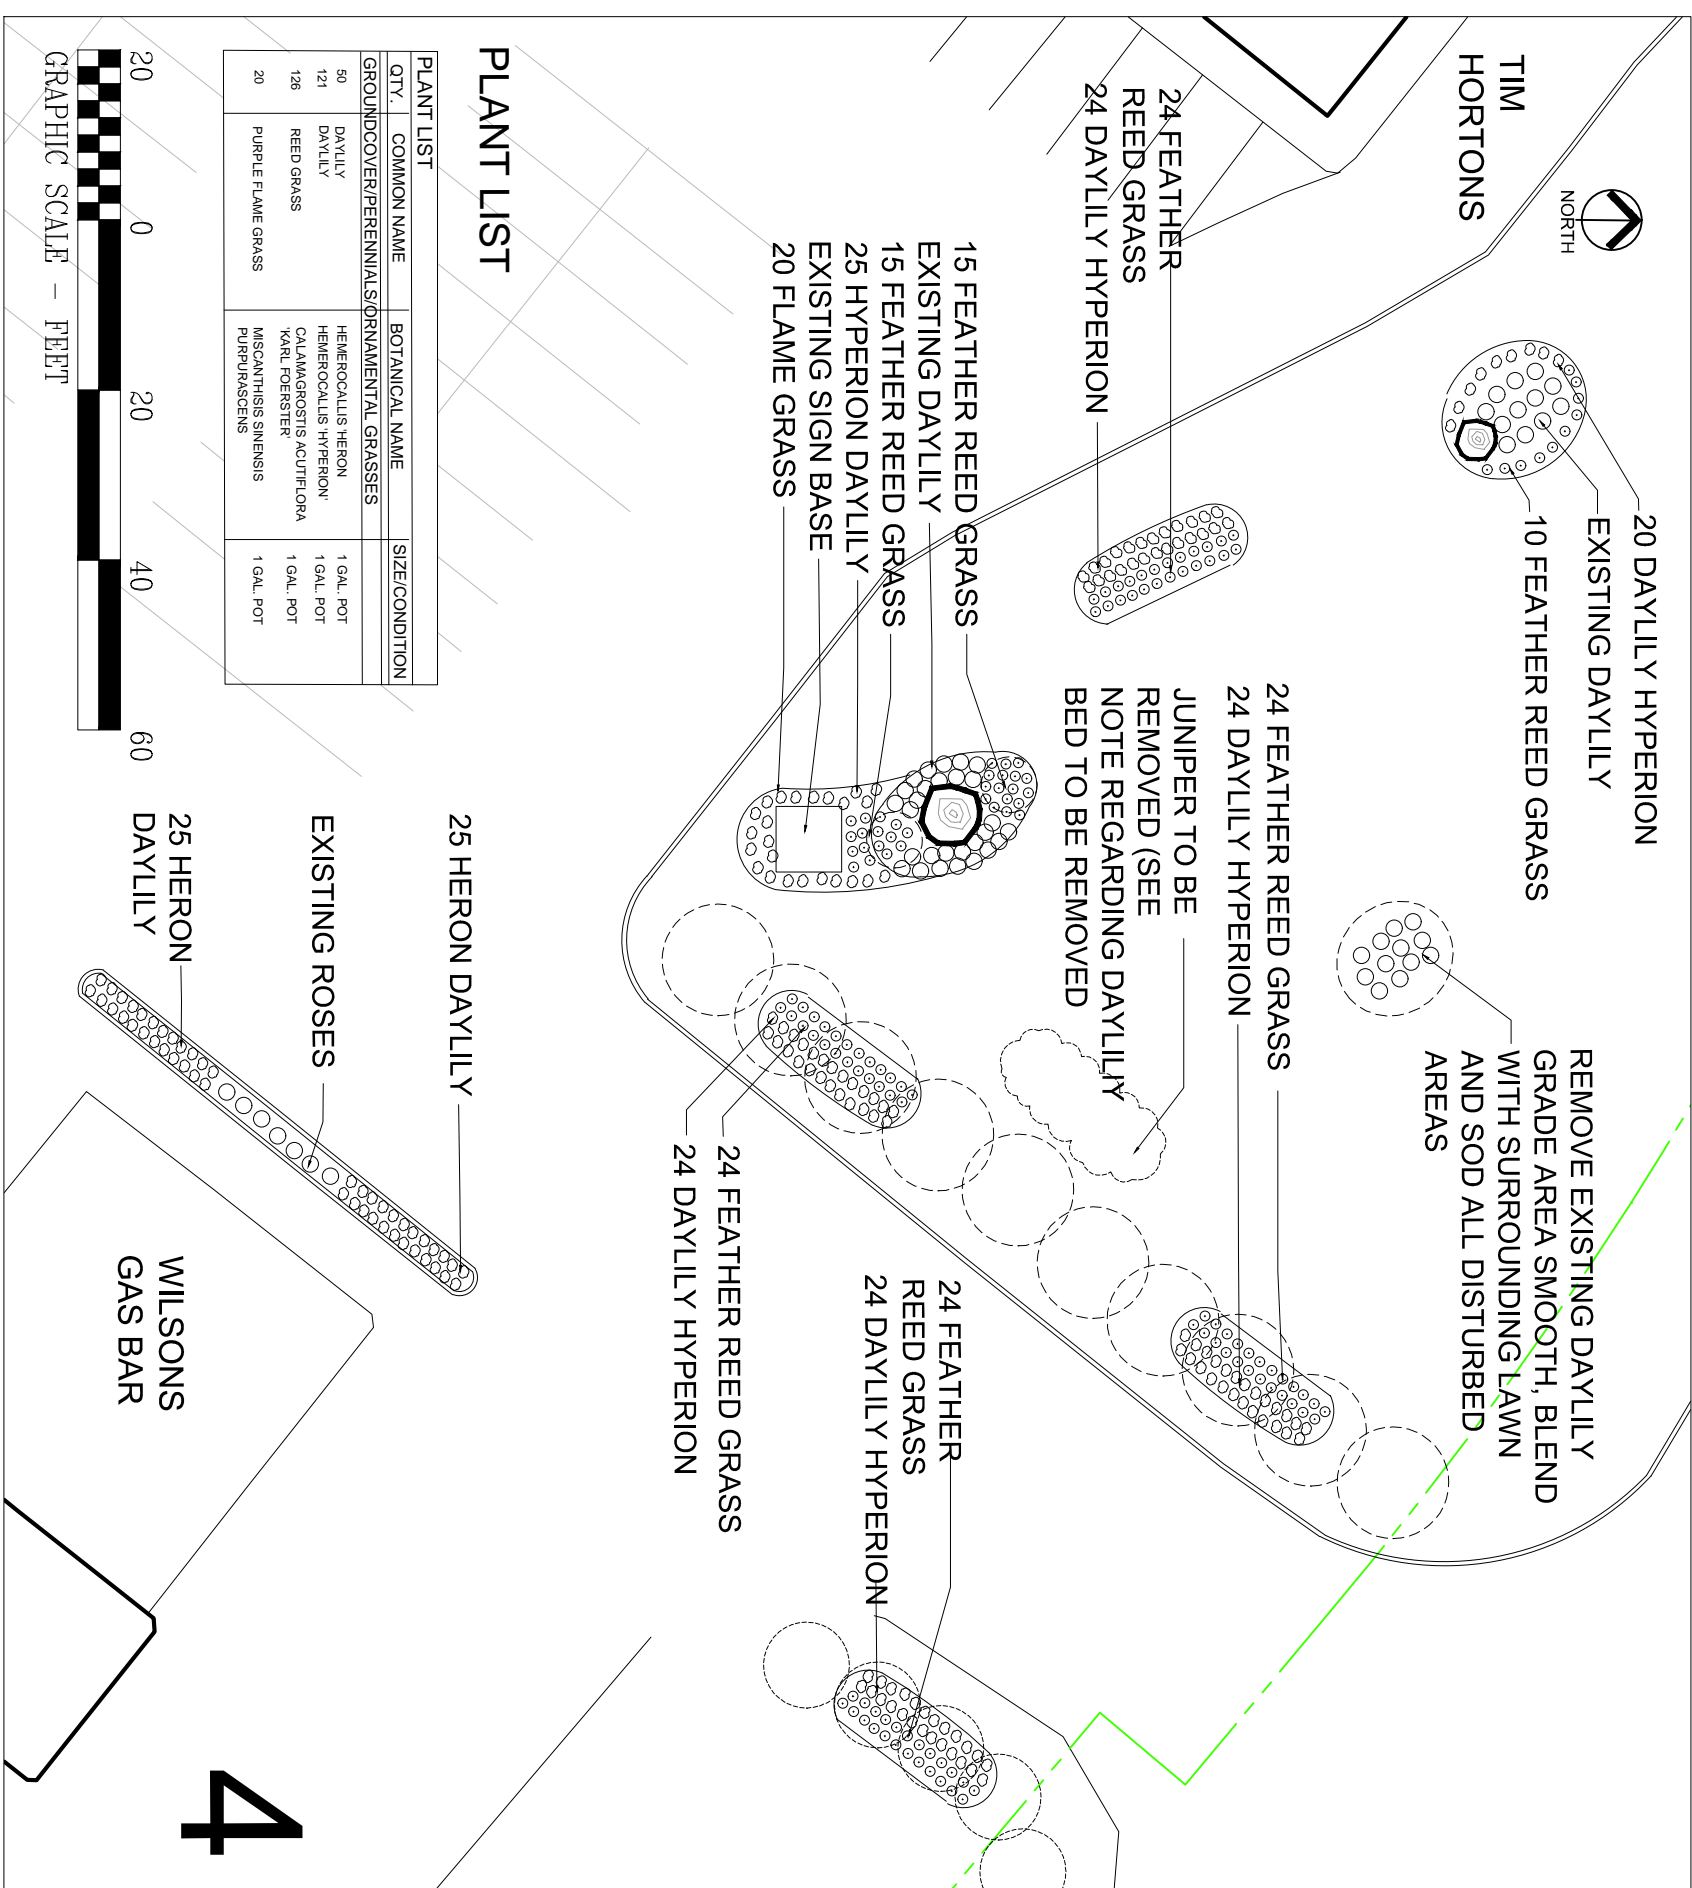 TIM
HORTONS
NORTH
20 DAYLILY HYPERION
EXISTING DAYLILY
10 FEATHER REED GRASS
24 FEATHER
REED GRASS
24 DAYLILY HYPERION
15 FEATHER REED GRASS
EXISTING DAYLILY
15 FEATHER REED GRASS
25 HYPERION DAYLILY
EXISTING SIGN BASE
20 FLAME GRASS
REMOVE EXISTING DAYLILY
GRADE AREA SMOOTH, BLEND
WITH SURROUNDING LAWN
AND SOD ALL DISTURBED
AREAS
24 FEATHER REED GRASS
24 DAYLILY HYPERION
JUNIPER TO BE
REMOVED (SEE
NOTE REGARDING DAYLILIY
BED TO BE REMOVED
24 FEATHER
REED GRASS
24 DAYLILY HYPERION
24 FEATHER REED GRASS
24 DAYLILY HYPERION
25 HERON DAYLILY
EXISTING ROSES
25 HERON
DAYLILY
WILSONS
GAS BAR
PLANT LIST
PLANT LIST
QTY. COMMON NAME BOTANICAL NAME SIZE/CONDITION
GROUNDCOVER/PERENNIALS/ORNAMENTAL GRASSES
50 DAYLILY HEMEROCALLIS 'HERON 1 GAL. POT
121 DAYLILY HEMEROCALLIS 'HYPERION' 1 GAL. POT
126 REED GRASS CALAMAGROSTIS ACUTIFLORA 1 GAL. POT
'KARL FOERSTER'
20 PURPLE FLAME GRASS MISCANTHISIS SINENSIS 1 GAL. POT
PURPURASCENS
20 0 20 40 60
GRAPHIC SCALE - FEET
4